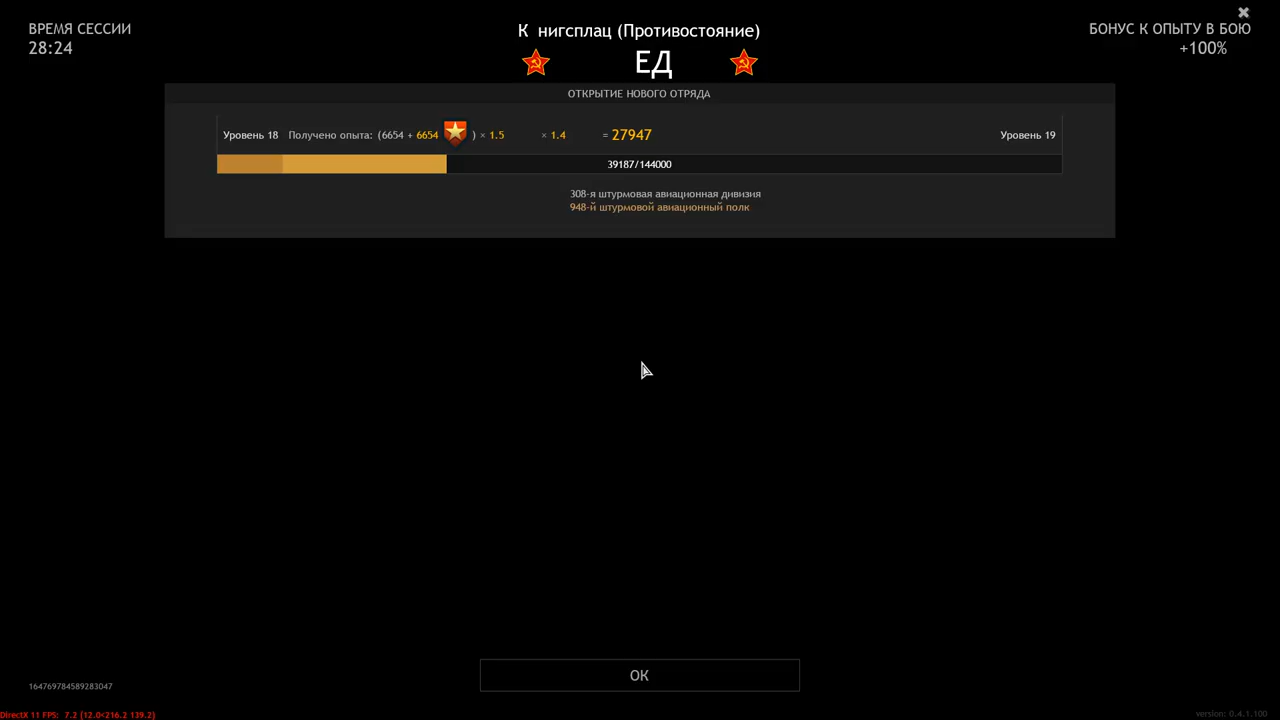 ВРЕМЯ СЕССИИ
28:24
К нигсплац (Противостояние)
ЕД
БОНУС К ОПЫТУ В БОЮ
+100%
ОТКРЫТИЕ НОВОГО ОТРЯДА
Уровень 18 Получено опыта: (6654 + 6654 ) × 1.5 × 1.4 = 27947 Уровень 19
39187/144000
308-я штурмовая авиационная дивизия
948-й штурмовой авиационный полк
ОК
164769784589283047
DirectX 11 FPS: 7.2 (12.0<216.2 139.2)
version: 0.4.1.100